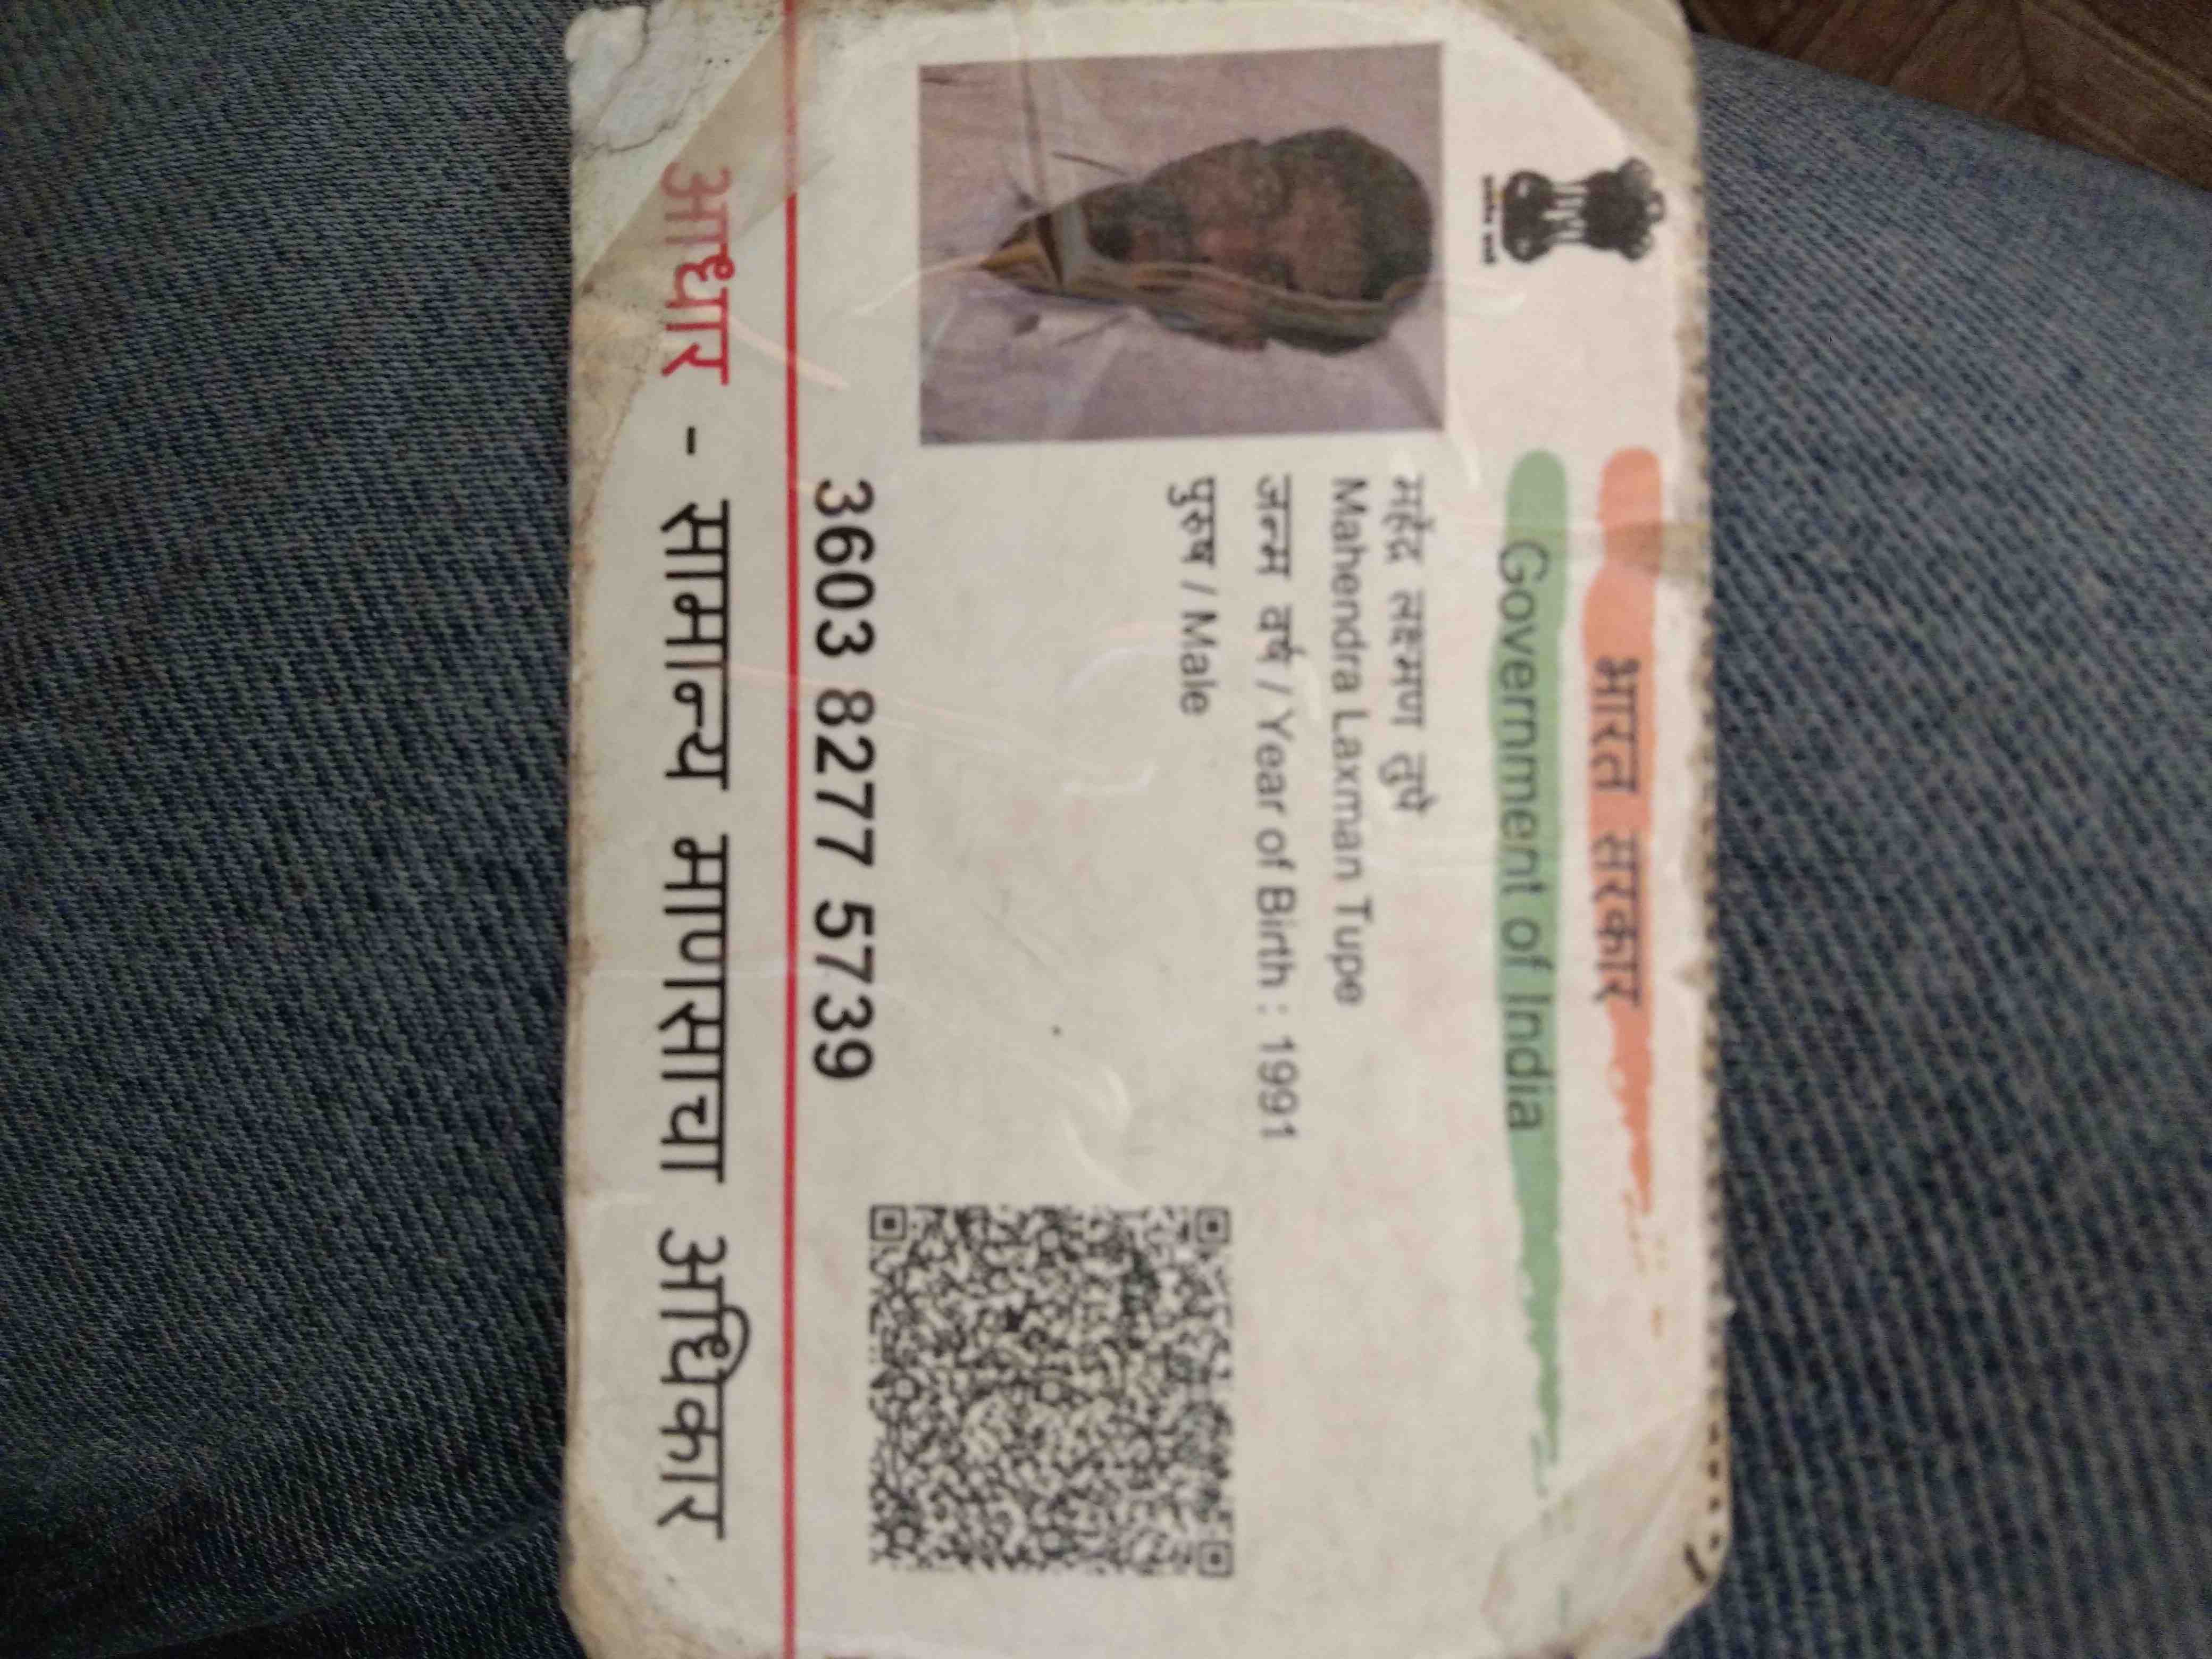 भारत सरकार
Government of India
महेंद्र लक्ष्मण तुपे
Mahendra Laxman Tupe
जन्म वर्ष / Year of Birth : 1991
पुरुष / Male
3603 8277 5739
आधार - सामान्य माणसाचा अधिकार